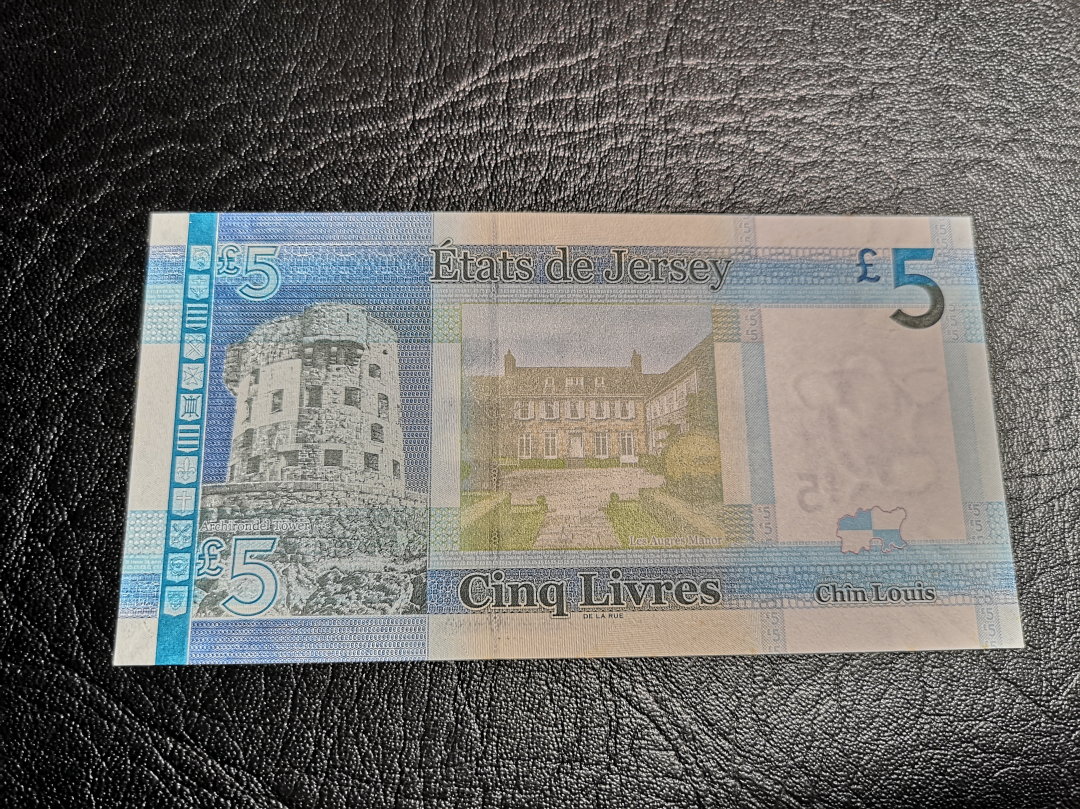 £5
États de Jersey
£5
Archirondel Tower
Les Augrès Manor
£5
Cinq Livres
Chîn Louis
DE LA RUE